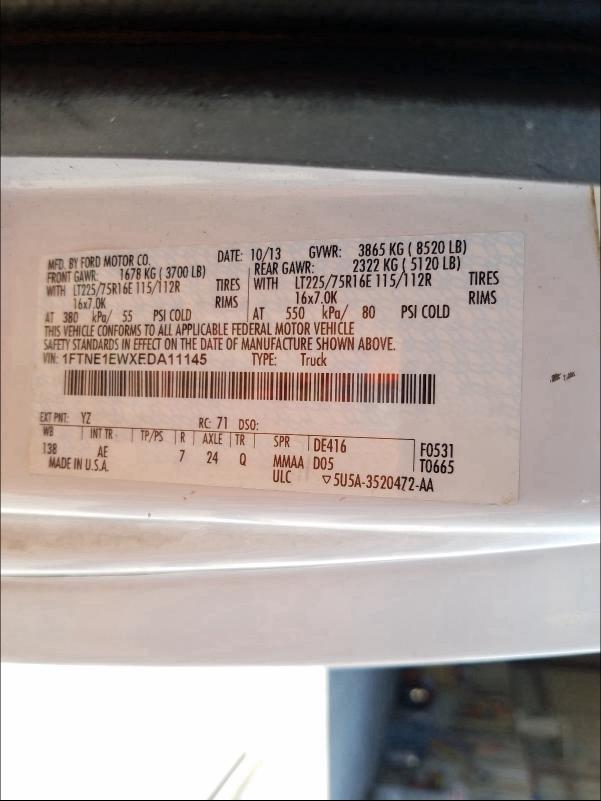 MFD. BY FORD MOTOR CO. DATE: 10/13 GVWR: 3865 KG ( 8520 LB)
FRONT GAWR: 1678 KG ( 3700 LB) REAR GAWR: 2322 KG ( 5120 LB)
WITH LT225/75R16E 115/112R TIRES WITH LT225/75R16E 115/112R TIRES
16x7.0K RIMS 16x7.0K RIMS
AT 380 kPa/ 55 PSI COLD AT 550 kPa/ 80 PSI COLD
THIS VEHICLE CONFORMS TO ALL APPLICABLE FEDERAL MOTOR VEHICLE
SAFETY STANDARDS IN EFFECT ON THE DATE OF MANUFACTURE SHOWN ABOVE.
VIN: 1FTNE1EWXEDA11145 TYPE: Truck
EXT PNT: YZ RC: 71 DSO:
WB INT TR TP/PS R AXLE TR SPR DE416 F0531
138 AE 7 24 Q MMAA D05 T0665
MADE IN U.S.A. ULC ▽5U5A-3520472-AA